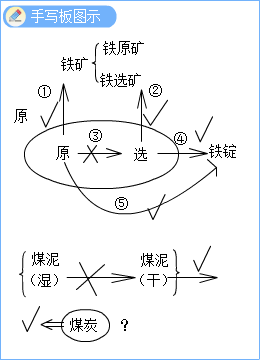 手写板图示
铁原矿
铁矿
铁选矿
① ②
原
③ ④
原 选 铁锭
⑤
煤泥 煤泥
(湿) (干)
煤炭 ?